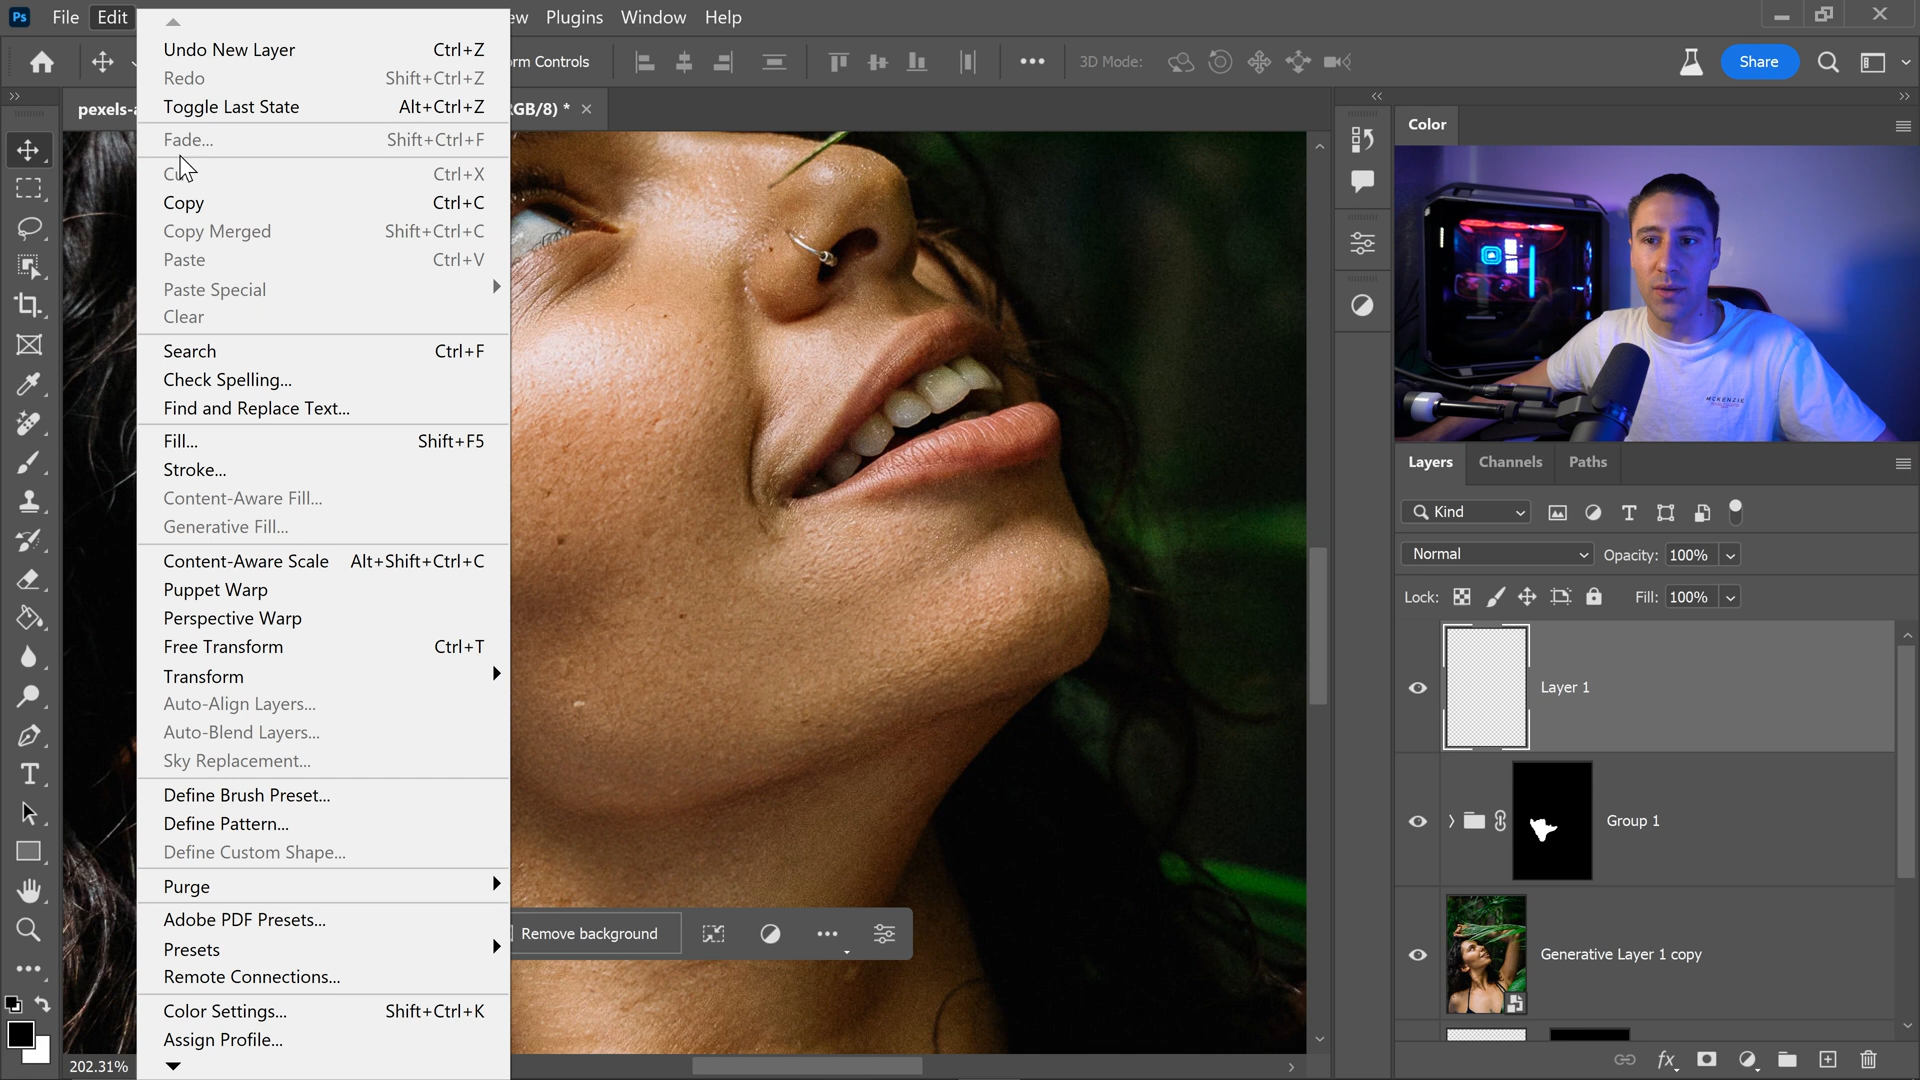 Ps File Edit ew Plugins Window Help
rm Controls 3D Mode: Share
pexels-a RGB/8) * ×
Undo New Layer Ctrl+Z
Redo Shift+Ctrl+Z
Toggle Last State Alt+Ctrl+Z
Fade... Shift+Ctrl+F
Ctrl+X
Copy Ctrl+C
Copy Merged Shift+Ctrl+C
Paste Ctrl+V
Paste Special
Clear
Search Ctrl+F
Check Spelling...
Find and Replace Text...
Fill... Shift+F5
Stroke...
Content-Aware Fill...
Generative Fill...
Content-Aware Scale Alt+Shift+Ctrl+C
Puppet Warp
Perspective Warp
Free Transform Ctrl+T
Transform
Auto-Align Layers...
Auto-Blend Layers...
Sky Replacement...
Define Brush Preset...
Define Pattern...
Define Custom Shape...
Purge
Adobe PDF Presets...
Presets
Remote Connections...
Color Settings... Shift+Ctrl+K
Assign Profile...
202.31%
Remove background
Color
MCKENZIE
Layers Channels Paths
Kind
Normal Opacity: 100%
Lock: Fill: 100%
Layer 1
Group 1
Generative Layer 1 copy
fx